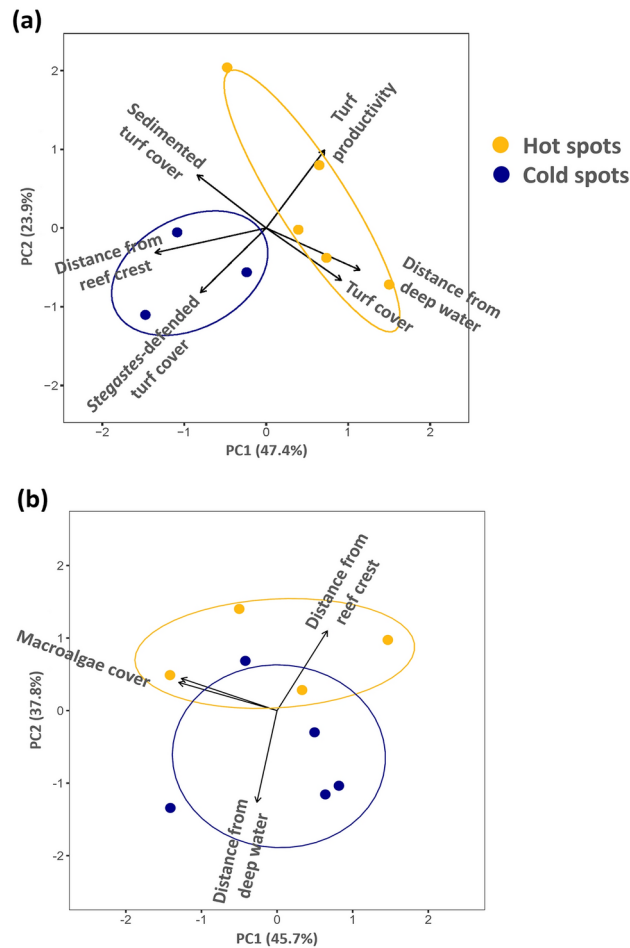 (a)
2
1
0
-1
-2
PC2 (23.9%)
-2
-1
0
1
2
PC1 (47.4%)
Sedimented
turf cover
Turf
productivity
Distance from
reef crest
Stegastes-defended
turf cover
Turf cover
Distance from
deep water
Hot spots
Cold spots
(b)
2
1
0
-1
-2
PC2 (37.8%)
-2
-1
0
1
2
PC1 (45.7%)
Distance from
reef crest
Macroalgae cover
Distance from
deep water